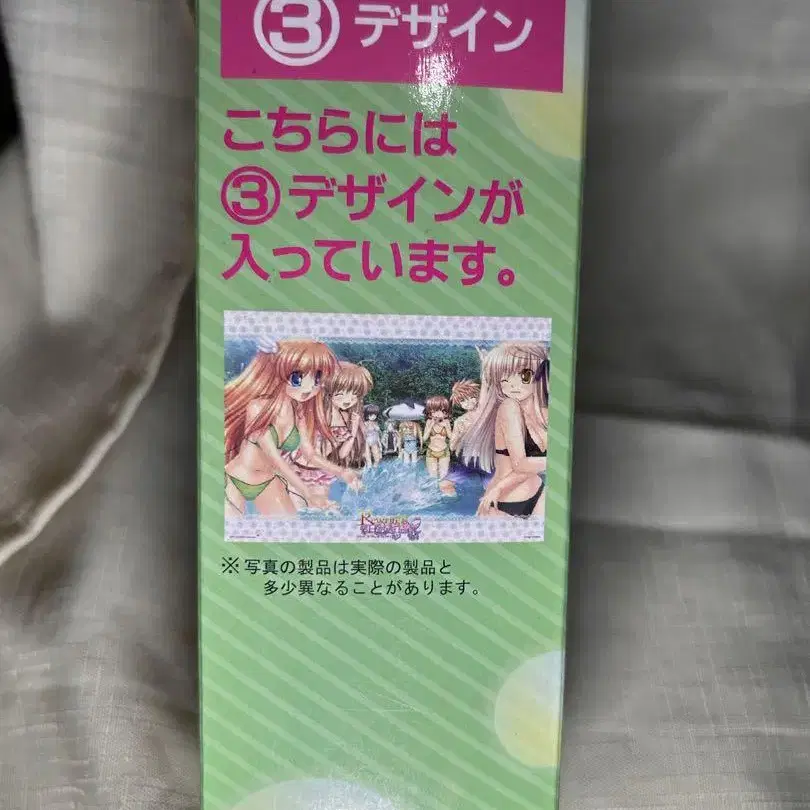 ③ デザイン
こちらには
③デザインが
入っています。
※写真の製品は実際の製品と
多少異なることがあります。